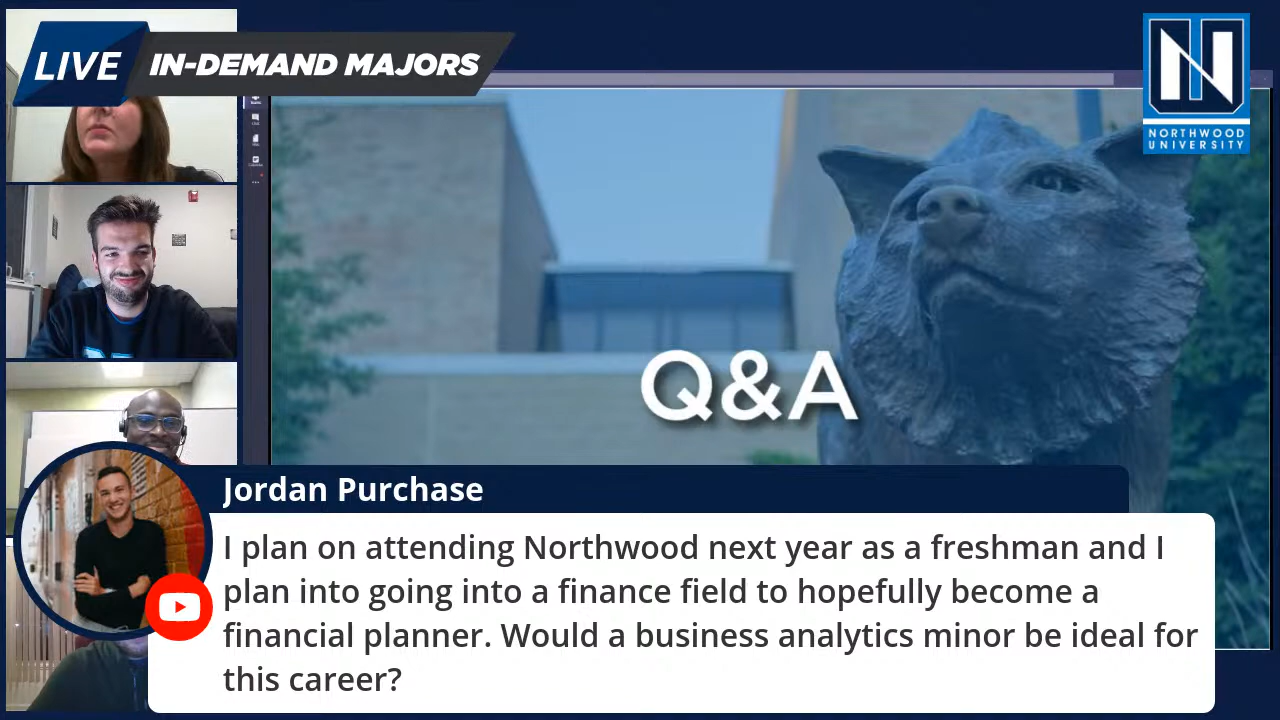 LIVE IN-DEMAND MAJORS
NORTHWOOD
UNIVERSITY
Q&A
Jordan Purchase
I plan on attending Northwood next year as a freshman and I
plan into going into a finance field to hopefully become a
financial planner. Would a business analytics minor be ideal for
this career?